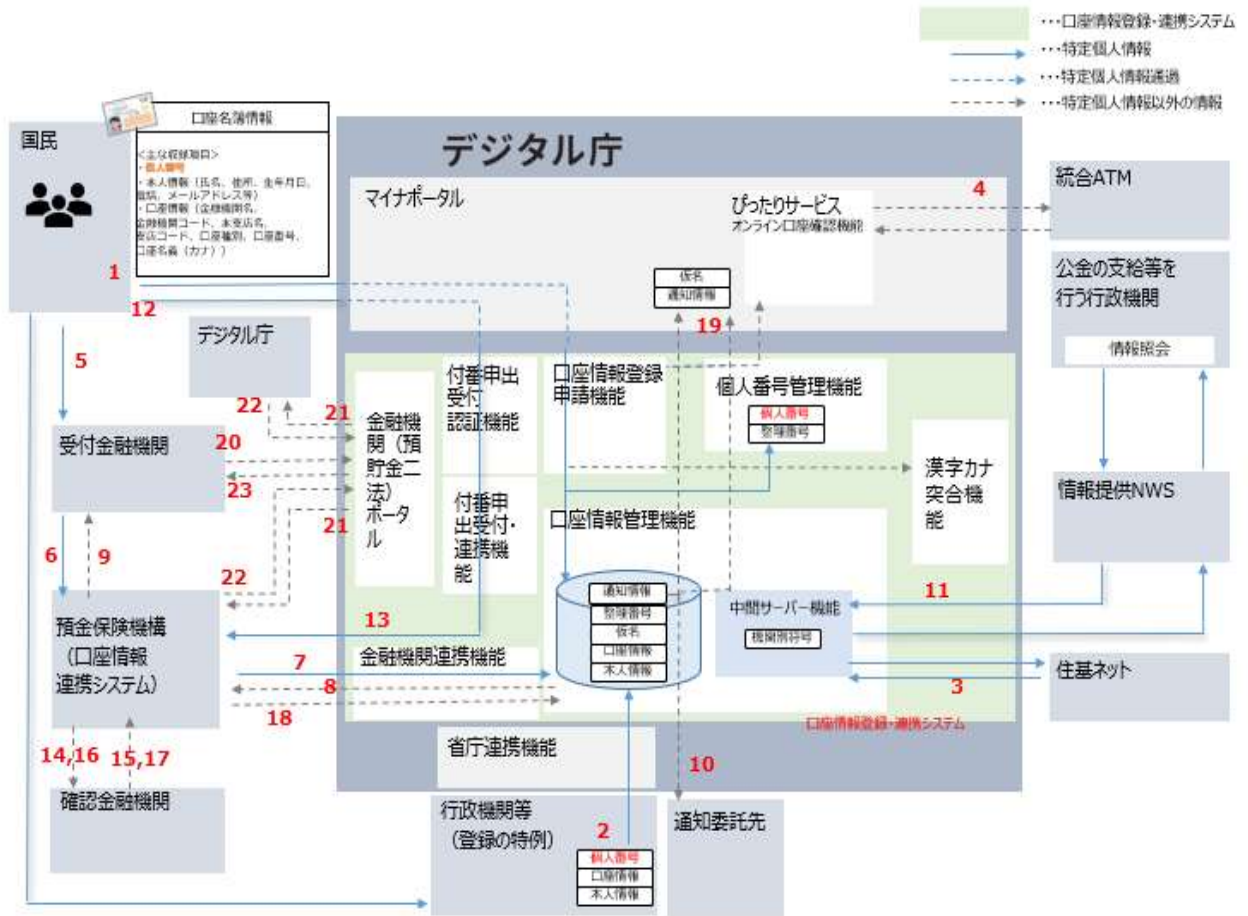 ・・・口座情報登録・連携システム
・・・特定個人情報
・・・特定個人情報通過
・・・特定個人情報以外の情報
国民
口座名簿情報
<主な収録項目>
・個人番号
・本人情報（氏名、住所、生年月日、
電話、メールアドレス等）
・口座情報（金融機関名、
金融機関コード、本支店名、
支店コード、口座種別、口座番号、
口座名義（カナ））
デジタル庁
マイナポータル
ぴったりサービス
オンライン口座確認機能
4
統合ATM
1
12
仮名
通知情報
19
公金の支給等を
行う行政機関
情報照会
5
デジタル庁
22
21
付番申出
受付
認証機能
口座情報登録
申請機能
個人番号管理機能
個人番号
整理番号
受付金融機関
20
23
金融機
関（預
貯金二
法）
ポータ
ル
21
漢字カナ
突合機
能
情報提供NWS
付番申
出受付・
連携機
能
口座情報管理機能
6
9
22
通知情報
整理番号
仮名
口座情報
本人情報
中間サーバー機能
機関別符号
11
預金保険機構
（口座情報
連携システム）
13
7
8
18
金融機関連携機能
3
住基ネット
口座情報登録・連携システム
14,16
15,17
省庁連携機能
10
確認金融機関
行政機関等
（登録の特例）
2
個人番号
口座情報
本人情報
通知委託先